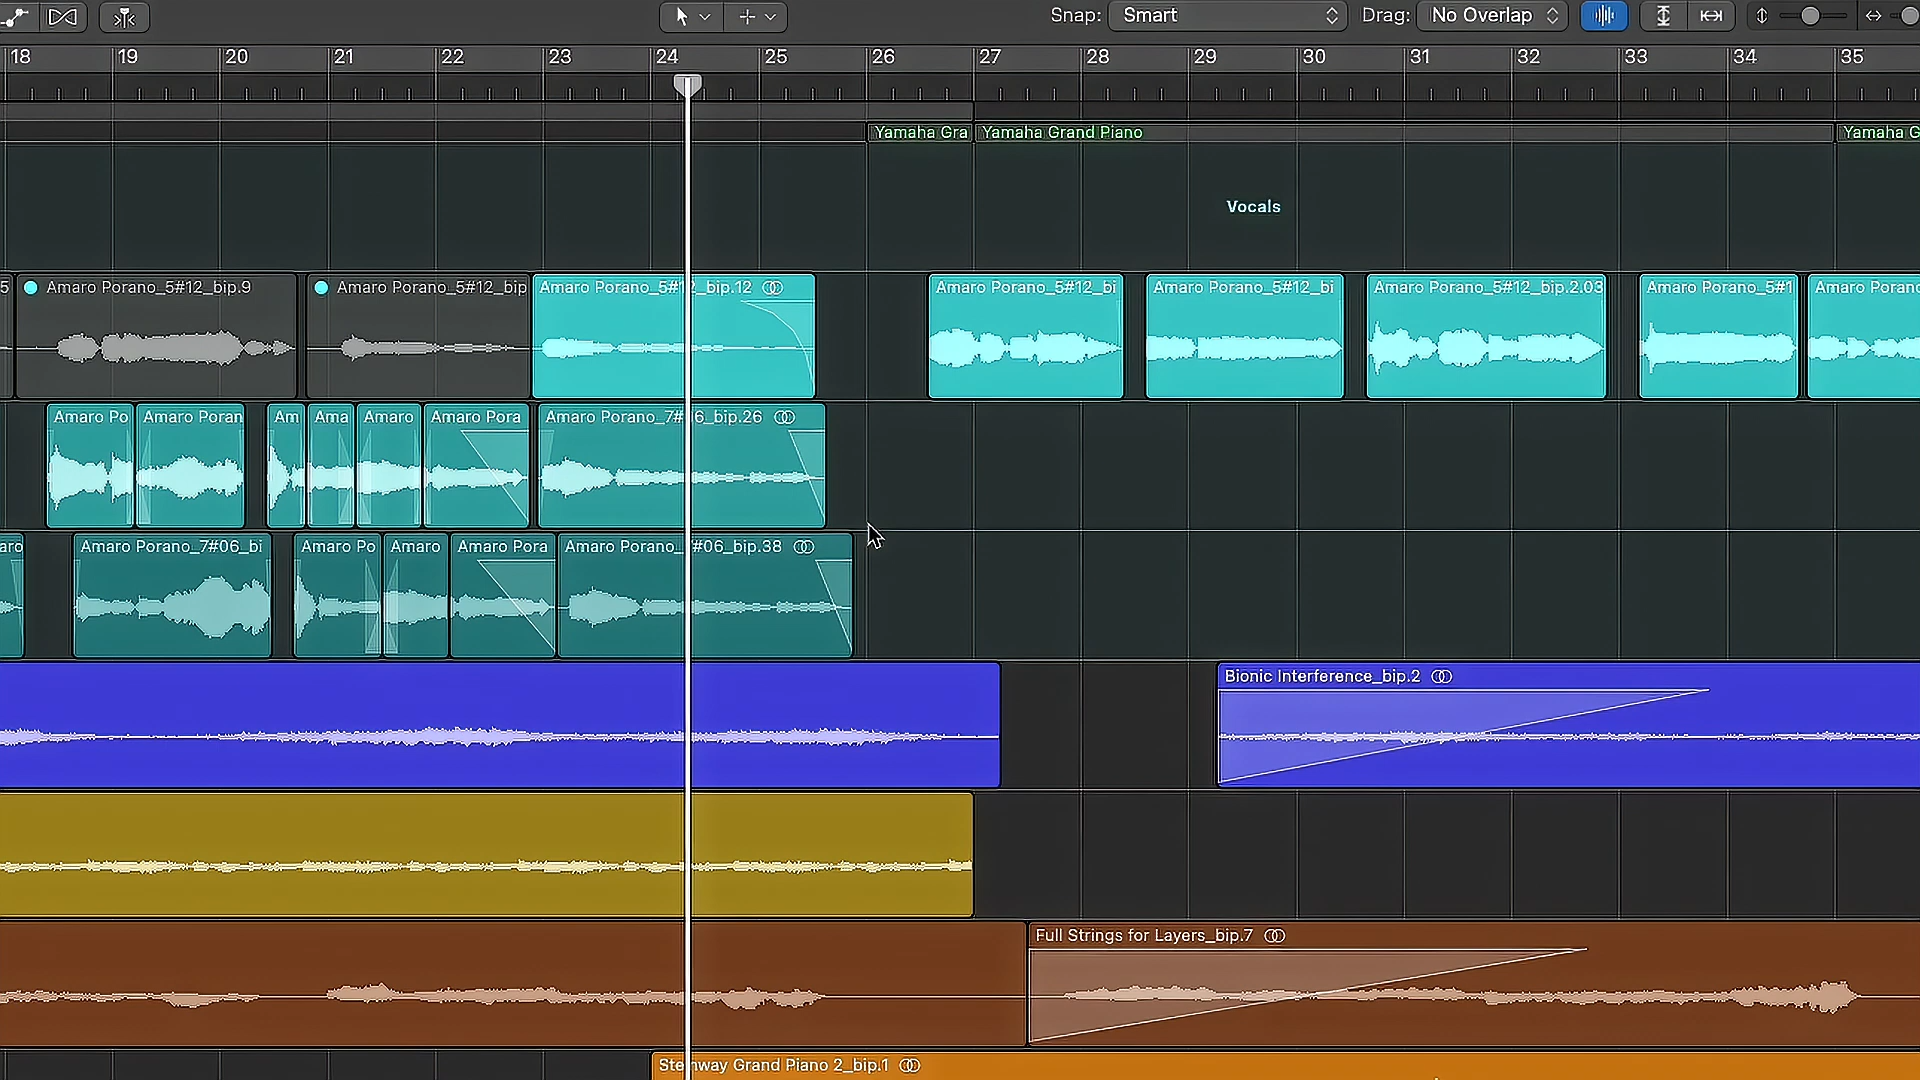 Snap: Smart Drag: No Overlap
18 19 20 21 22 23 24 25 26 27 28 29 30 31 32 33 34 35
Yamaha Gra Yamaha Grand Piano Yamaha G
Vocals
5 Amaro Porano_5#12_bip.9 Amaro Porano_5#12_bip Amaro Porano_5#12_bip.12 Amaro Porano_5#12_bi Amaro Porano_5#12_bi Amaro Porano_5#12_bip.2.03 Amaro Porano_5#1 Amaro Porano
Amaro Po Amaro Poran Am Ama Amaro Amaro Pora Amaro Porano_7#06_bip.26
aro Amaro Porano_7#06_bi Amaro Po Amaro Amaro Pora Amaro Porano_7#06_bip.38
Bionic Interference_bip.2
Full Strings for Layers_bip.7
Steinway Grand Piano 2_bip.1